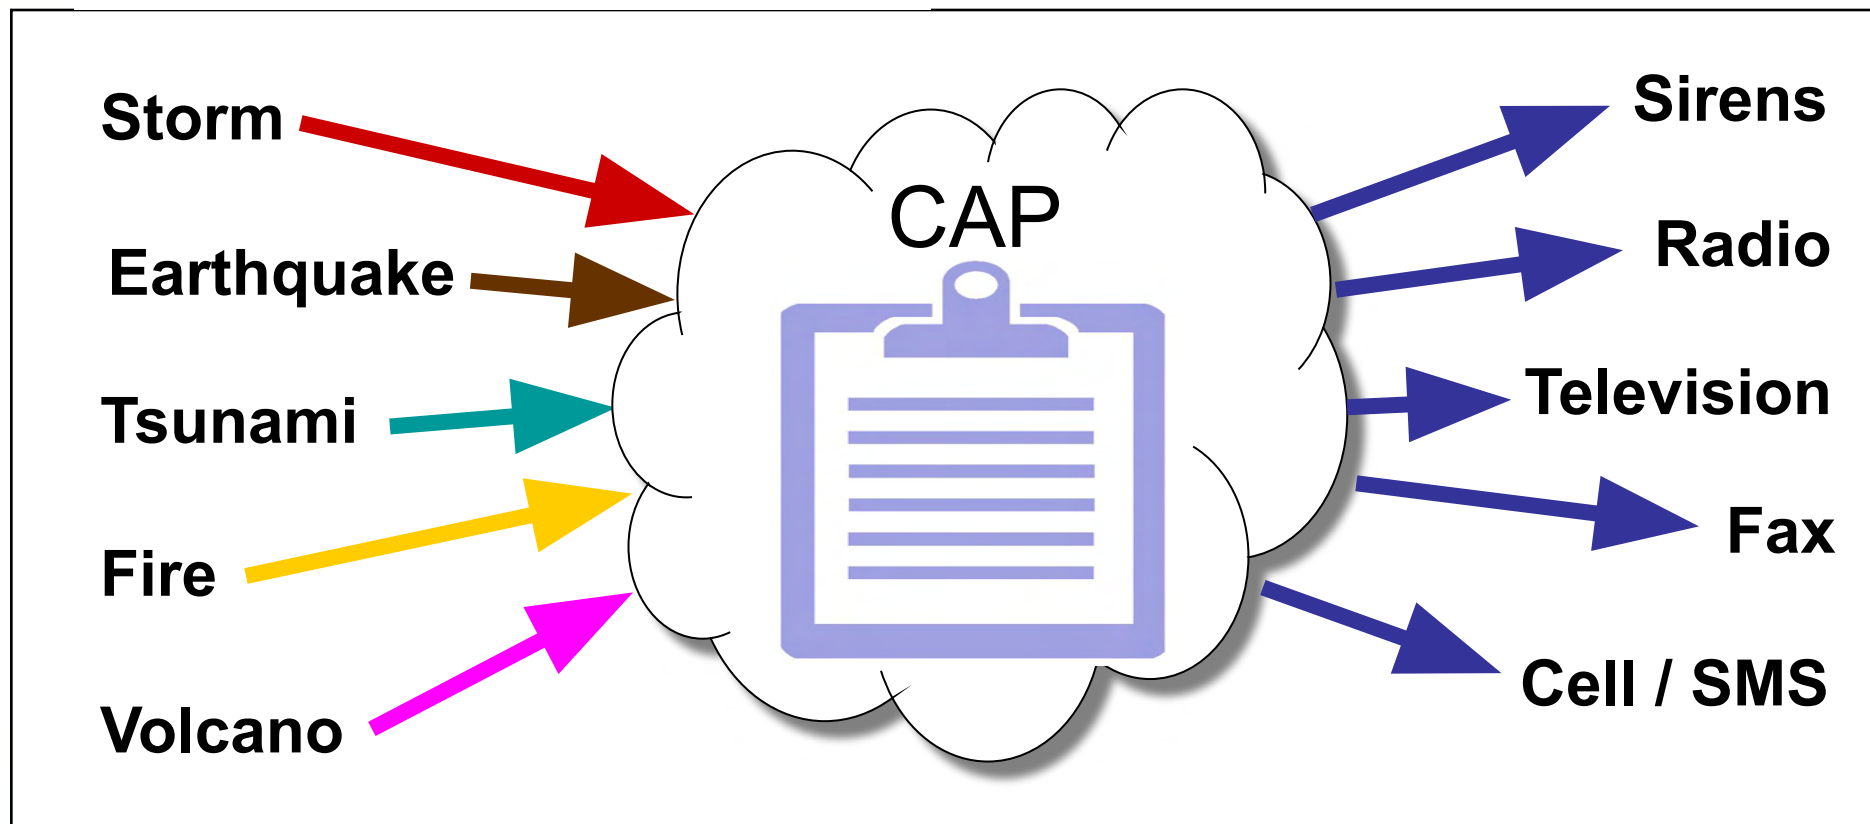 Storm
Earthquake
Tsunami
Fire
Volcano
CAP
Sirens
Radio
Television
Fax
Cell / SMS